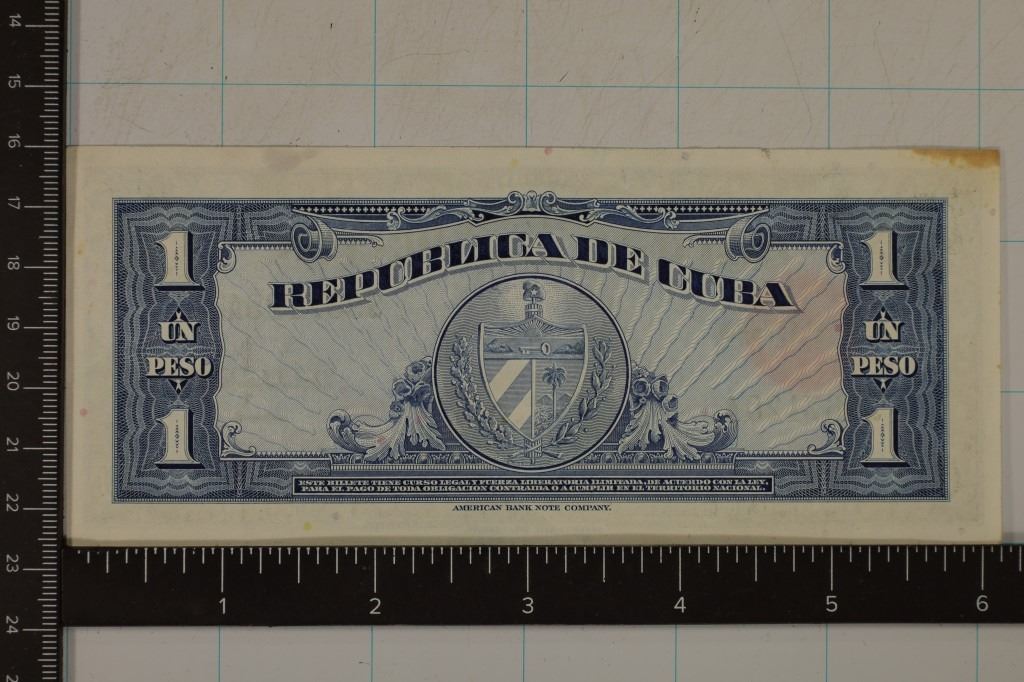 14
15
16
17
18
19
20
21
22
23
24
REPUBLICA DE CUBA
1
UN
PESO
1
1
UN
PESO
1
ESTE BILLETE TIENE CURSO LEGAL Y FUERZA LIBERATORIA ILIMITADA, DE ACUERDO CON LA LEY,
PARA EL PAGO DE TODA OBLIGACION CONTRAIDA O A CUMPLIR EN EL TERRITORIO NACIONAL.
AMERICAN BANK NOTE COMPANY.
1 2 3 4 5 6